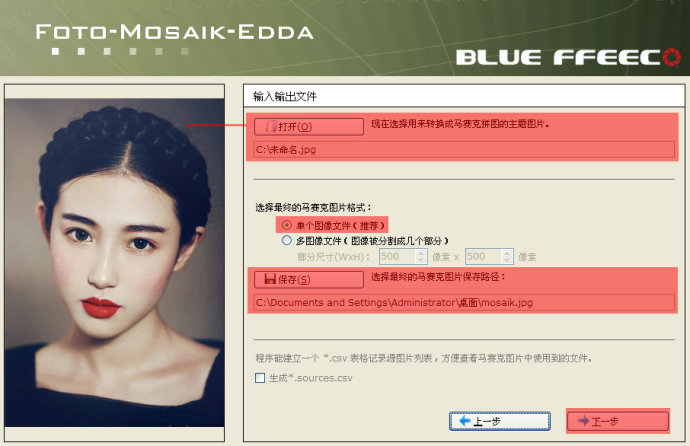 FOTO-MOSAIK-EDDA
BLUE FFEECO
输入输出文件
打开(O)
现在选择用来转换成马赛克拼图的主题图片。
C:\未命名.jpg
选择最终的马赛克图片格式：
单个图像文件（推荐）
多图像文件（图像被分割成几个部分）
部分尺寸(WxH)： 500 像素 x 500 像素
保存(S)
选择最终的马赛克图片保存路径：
C:\Documents and Settings\Administrator\桌面\mosaik.jpg
程序能建立一个 *.csv 表格记录源图片列表，方便查看马赛克图片中使用到的文件。
生成*.sources.csv
上一步
下一步